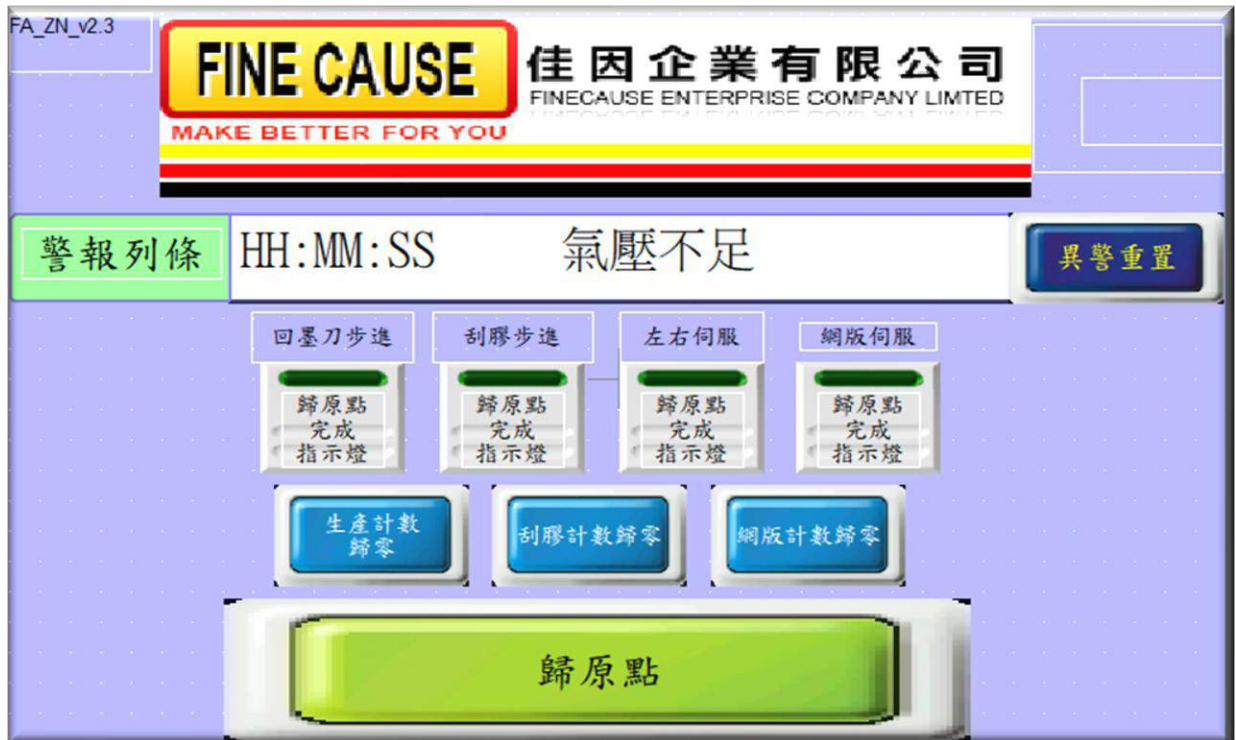 FA_ZN_v2.3
FINE CAUSE
MAKE BETTER FOR YOU
佳因企業有限公司
FINECAUSE ENTERPRISE COMPANY LIMTED
警報列條
HH:MM:SS 氣壓不足
異警重置
回墨刀步進
刮膠步進
左右伺服
網版伺服
歸原點
完成
指示燈
歸原點
完成
指示燈
歸原點
完成
指示燈
歸原點
完成
指示燈
生產計數
歸零
刮膠計數歸零
網版計數歸零
歸原點